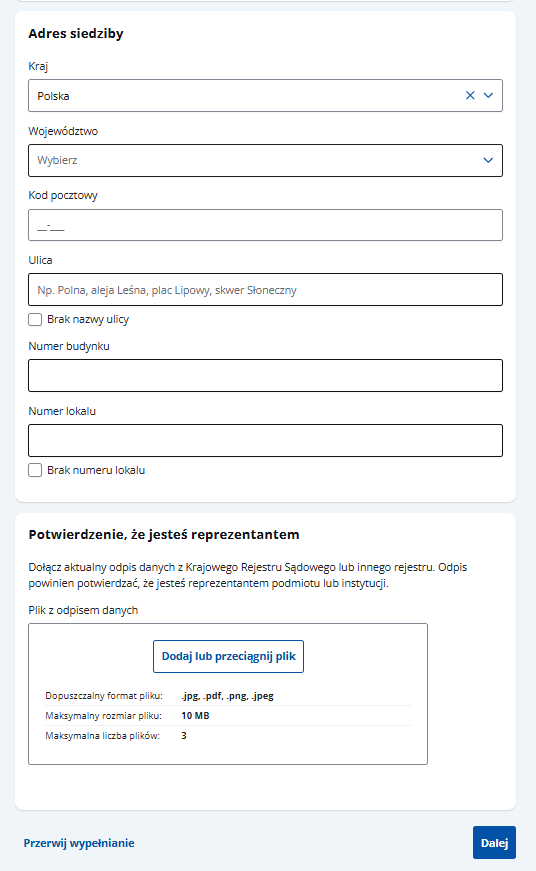 Adres siedziby
Kraj
Polska
Województwo
Wybierz
Kod pocztowy
__-___
Ulica
Np. Polna, aleja Leśna, plac Lipowy, skwer Słoneczny
Brak nazwy ulicy
Numer budynku
Numer lokalu
Brak numeru lokalu
Potwierdzenie, że jesteś reprezentantem
Dołącz aktualny odpis danych z Krajowego Rejestru Sądowego lub innego rejestru. Odpis
powinien potwierdzać, że jesteś reprezentantem podmiotu lub instytucji.
Plik z odpisem danych
Dodaj lub przeciągnij plik
Dopuszczalny format pliku: .jpg, .pdf, .png, .jpeg
Maksymalny rozmiar pliku: 10 MB
Maksymalna liczba plików: 3
Przerwij wypełnianie
Dalej